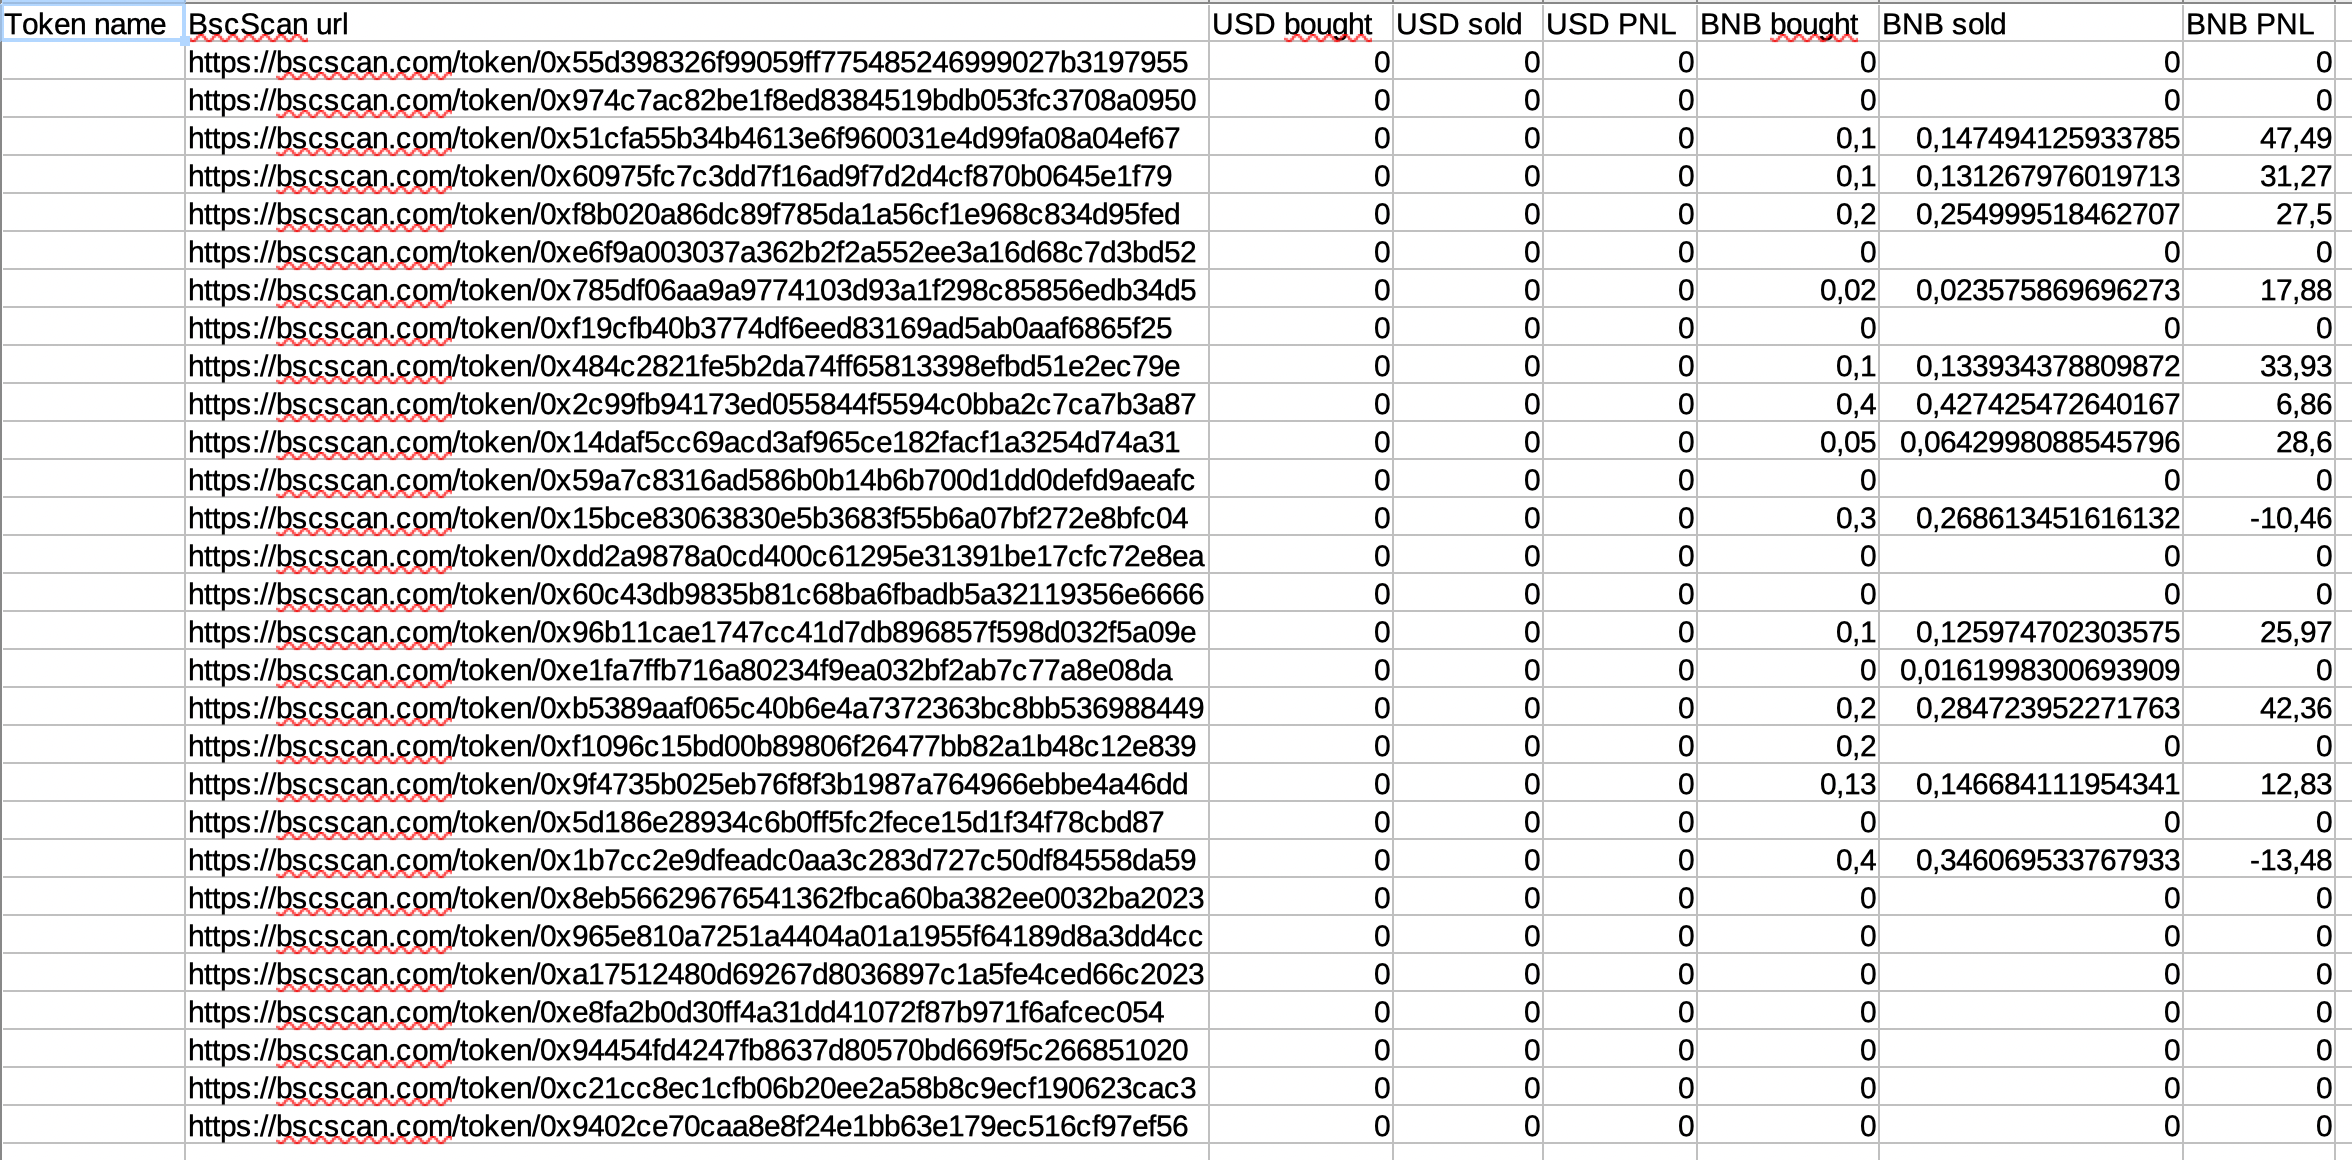 Token name BscScan url USD bought USD sold USD PNL BNB bought BNB sold BNB PNL
https://bscscan.com/token/0x55d398326f99059ff775485246999027b3197955 0 0 0 0 0 0
https://bscscan.com/token/0x974c7ac82be1f8ed8384519bdb053fc3708a0950 0 0 0 0 0 0
https://bscscan.com/token/0x51cfa55b34b4613e6f960031e4d99fa08a04ef67 0 0 0 0,1 0,147494125933785 47,49
https://bscscan.com/token/0x60975fc7c3dd7f16ad9f7d2d4cf870b0645e1f79 0 0 0 0,1 0,131267976019713 31,27
https://bscscan.com/token/0xf8b020a86dc89f785da1a56cf1e968c834d95fed 0 0 0 0,2 0,254999518462707 27,5
https://bscscan.com/token/0xe6f9a003037a362b2f2a552ee3a16d68c7d3bd52 0 0 0 0 0 0
https://bscscan.com/token/0x785df06aa9a9774103d93a1f298c85856edb34d5 0 0 0 0,02 0,023575869696273 17,88
https://bscscan.com/token/0xf19cfb40b3774df6eed83169ad5ab0aaf6865f25 0 0 0 0 0 0
https://bscscan.com/token/0x484c2821fe5b2da74ff65813398efbd51e2ec79e 0 0 0 0,1 0,133934378809872 33,93
https://bscscan.com/token/0x2c99fb94173ed055844f5594c0bba2c7ca7b3a87 0 0 0 0,4 0,427425472640167 6,86
https://bscscan.com/token/0x14daf5cc69acd3af965ce182facf1a3254d74a31 0 0 0 0,05 0,0642998088545796 28,6
https://bscscan.com/token/0x59a7c8316ad586b0b14b6b700d1dd0defd9aeafc 0 0 0 0 0 0
https://bscscan.com/token/0x15bce83063830e5b3683f55b6a07bf272e8bfc04 0 0 0 0,3 0,268613451616132 -10,46
https://bscscan.com/token/0xdd2a9878a0cd400c61295e31391be17cfc72e8ea 0 0 0 0 0 0
https://bscscan.com/token/0x60c43db9835b81c68ba6fbadb5a32119356e6666 0 0 0 0 0 0
https://bscscan.com/token/0x96b11cae1747cc41d7db896857f598d032f5a09e 0 0 0 0,1 0,125974702303575 25,97
https://bscscan.com/token/0xe1fa7ffb716a80234f9ea032bf2ab7c77a8e08da 0 0 0 0 0,0161998300693909 0
https://bscscan.com/token/0xb5389aaf065c40b6e4a7372363bc8bb536988449 0 0 0 0,2 0,284723952271763 42,36
https://bscscan.com/token/0xf1096c15bd00b89806f26477bb82a1b48c12e839 0 0 0 0,2 0 0
https://bscscan.com/token/0x9f4735b025eb76f8f3b1987a764966ebbe4a46dd 0 0 0 0,13 0,146684111954341 12,83
https://bscscan.com/token/0x5d186e28934c6b0ff5fc2fece15d1f34f78cbd87 0 0 0 0 0 0
https://bscscan.com/token/0x1b7cc2e9dfeadc0aa3c283d727c50df84558da59 0 0 0 0,4 0,346069533767933 -13,48
https://bscscan.com/token/0x8eb56629676541362fbca60ba382ee0032ba2023 0 0 0 0 0 0
https://bscscan.com/token/0x965e810a7251a4404a01a1955f64189d8a3dd4cc 0 0 0 0 0 0
https://bscscan.com/token/0xa17512480d69267d8036897c1a5fe4ced66c2023 0 0 0 0 0 0
https://bscscan.com/token/0xe8fa2b0d30ff4a31dd41072f87b971f6afcec054 0 0 0 0 0 0
https://bscscan.com/token/0x94454fd4247fb8637d80570bd669f5c266851020 0 0 0 0 0 0
https://bscscan.com/token/0xc21cc8ec1cfb06b20ee2a58b8c9ecf190623cac3 0 0 0 0 0 0
https://bscscan.com/token/0x9402ce70caa8e8f24e1bb63e179ec516cf97ef56 0 0 0 0 0 0